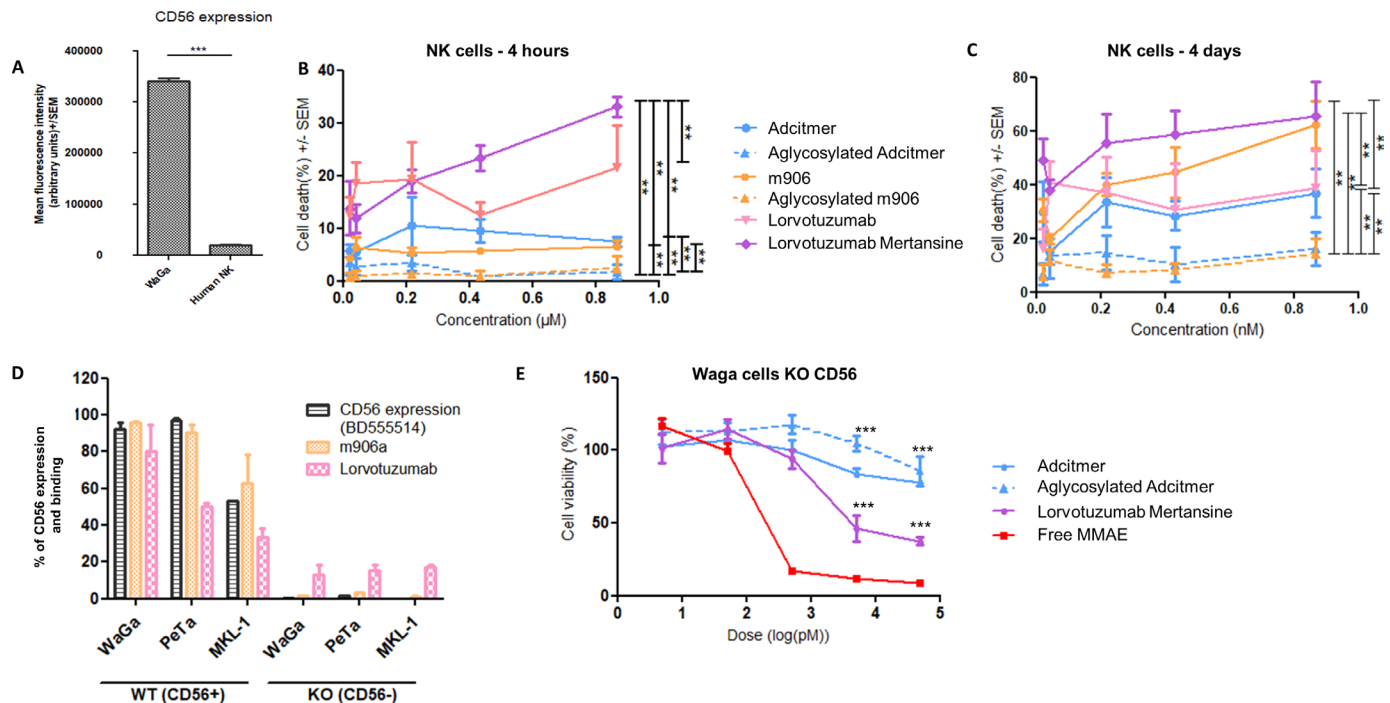 A
CD56 expression
Mean fluorescence intensity
(arbitrary units)+/SEM
400000
300000
200000
100000
0
***
WaGa
Human NK
B
NK cells - 4 hours
Cell death(%) +/- SEM
40
30
20
10
0
0.0
0.2
0.4
0.6
0.8
1.0
Concentration (µM)
**
**
**
**
**
**
**
**
Adcitmer
Aglycosylated Adcitmer
m906
Aglycosylated m906
Lorvotuzumab
Lorvotuzumab Mertansine
C
NK cells - 4 days
Cell death(%) +/- SEM
80
60
40
20
0
0.0
0.2
0.4
0.6
0.8
1.0
Concentration (nM)
**
**
**
**
**
**
D
% of CD56 expression
and binding
120
100
80
60
40
20
0
CD56 expression
(BD555514)
m906a
Lorvotuzumab
WaGa
PeTa
MKL-1
WaGa
PeTa
MKL-1
WT (CD56+)
KO (CD56-)
E
Waga cells KO CD56
Cell viability (%)
150
100
50
0
0
1
2
3
4
5
Dose (log(pM))
***
***
***
***
Adcitmer
Aglycosylated Adcitmer
Lorvotuzumab Mertansine
Free MMAE